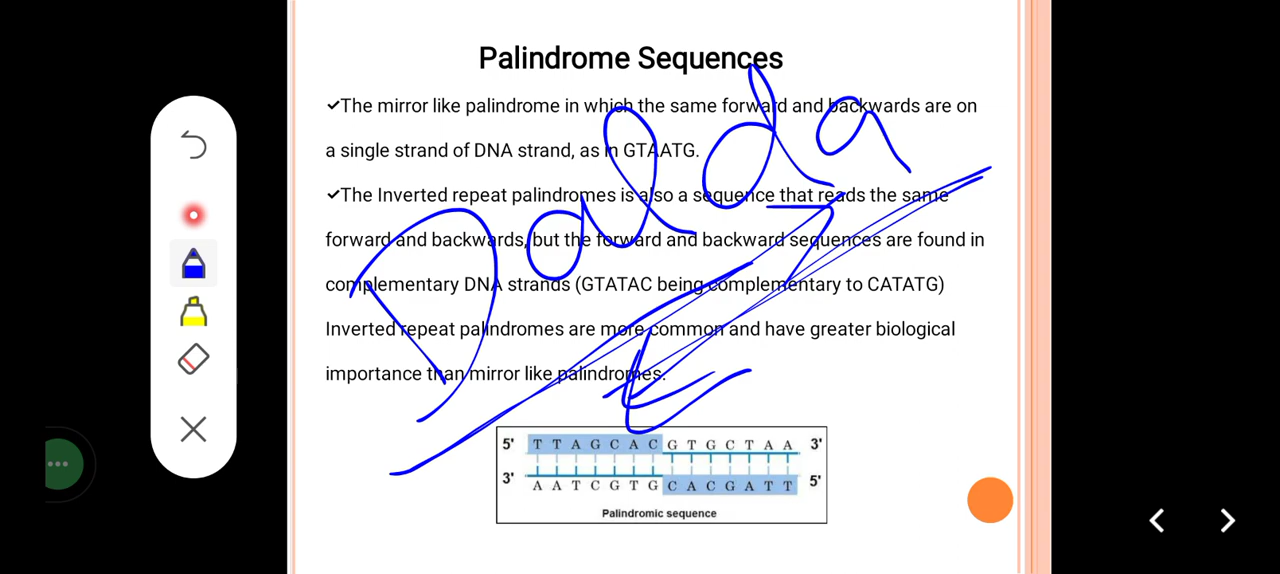 Palindrome Sequences
✓The mirror like palindrome in which the same forward and backwards are on
a single strand of DNA strand, as in GTAATG.
✓The Inverted repeat palindromes is also a sequence that reads the same
forward and backwards, but the forward and backward sequences are found in
complementary DNA strands (GTATAC being complementary to CATATG)
Inverted repeat palindromes are more common and have greater biological
importance than mirror like palindromes.
Dalda
5' T T A G C A C G T G C T A A 3'
3' A A T C G T G C A C G A T T 5'
Palindromic sequence